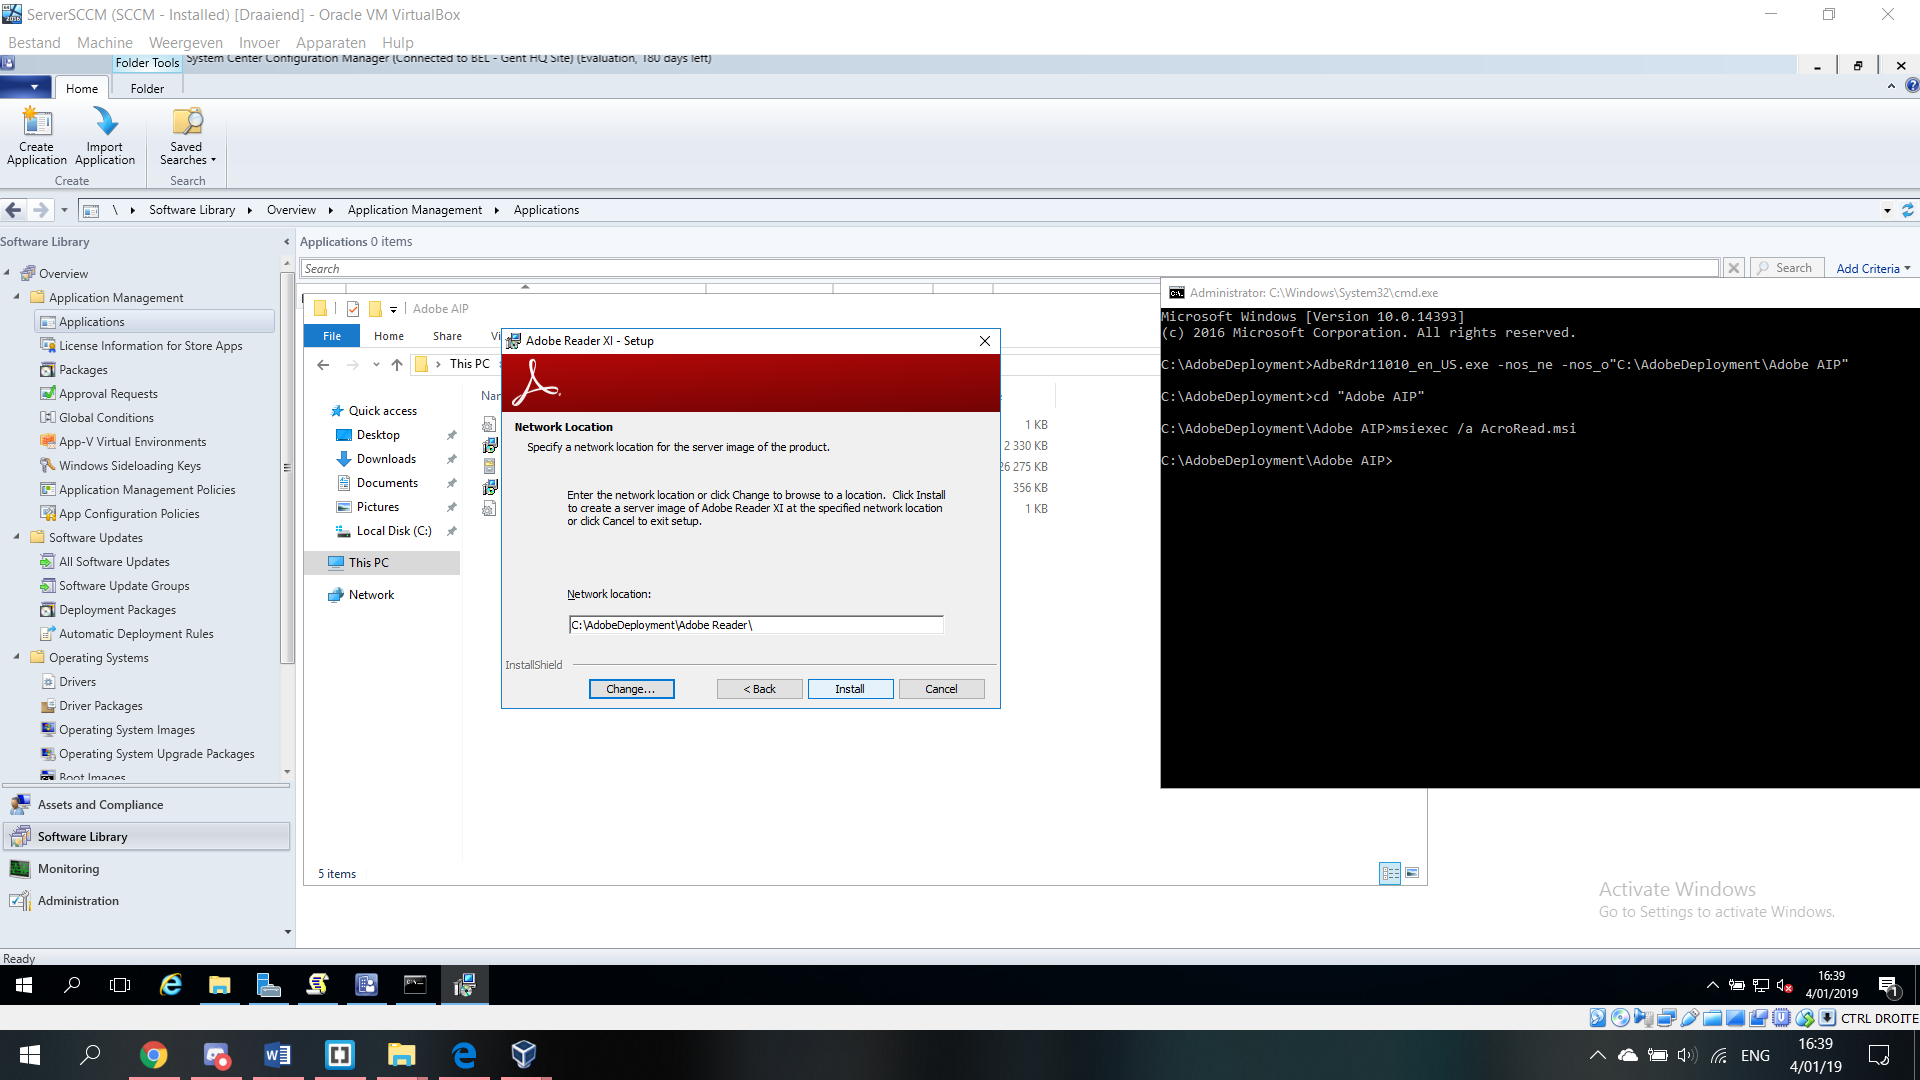 ServerSCCM (SCCM - Installed) [Draaiend] - Oracle VM VirtualBox
Bestand Machine Weergeven Invoer Apparaten Hulp
Folder Tools System Center Configuration Manager (Connected to BEL - Gent HQ Site) (Evaluation, 180 days left)
Home Folder
Create Application
Import Application
Saved Searches
Create
Search
\ Software Library Overview Application Management Applications
Software Library
Overview
Application Management
Applications
License Information for Store Apps
Packages
Approval Requests
Global Conditions
App-V Virtual Environments
Windows Sideloading Keys
Application Management Policies
App Configuration Policies
Software Updates
All Software Updates
Software Update Groups
Deployment Packages
Automatic Deployment Rules
Operating Systems
Drivers
Driver Packages
Operating System Images
Operating System Upgrade Packages
Boot Images
Assets and Compliance
Software Library
Monitoring
Administration
Ready
Applications 0 items
Search
Search
Add Criteria
Adobe AIP
File Home Share
This PC
Quick access
Desktop
Downloads
Documents
Pictures
Local Disk (C:)
This PC
Network
1 KB
2 330 KB
26 275 KB
356 KB
1 KB
5 items
Adobe Reader XI - Setup
Network Location
Specify a network location for the server image of the product.
Enter the network location or click Change to browse to a location. Click Install
to create a server image of Adobe Reader XI at the specified network location
or click Cancel to exit setup.
Network location:
C:\AdobeDeployment\Adobe Reader\
InstallShield
Change... < Back Install Cancel
Administrator: C:\Windows\System32\cmd.exe
Microsoft Windows [Version 10.0.14393]
(c) 2016 Microsoft Corporation. All rights reserved.
C:\AdobeDeployment>AdbeRdr11010_en_US.exe -nos_ne -nos_o"C:\AdobeDeployment\Adobe AIP"
C:\AdobeDeployment>cd "Adobe AIP"
C:\AdobeDeployment\Adobe AIP>msiexec /a AcroRead.msi
C:\AdobeDeployment\Adobe AIP>
Activate Windows
Go to Settings to activate Windows.
16:39
4/01/2019
1
CTRL DROITE
ENG
16:39
4/01/19